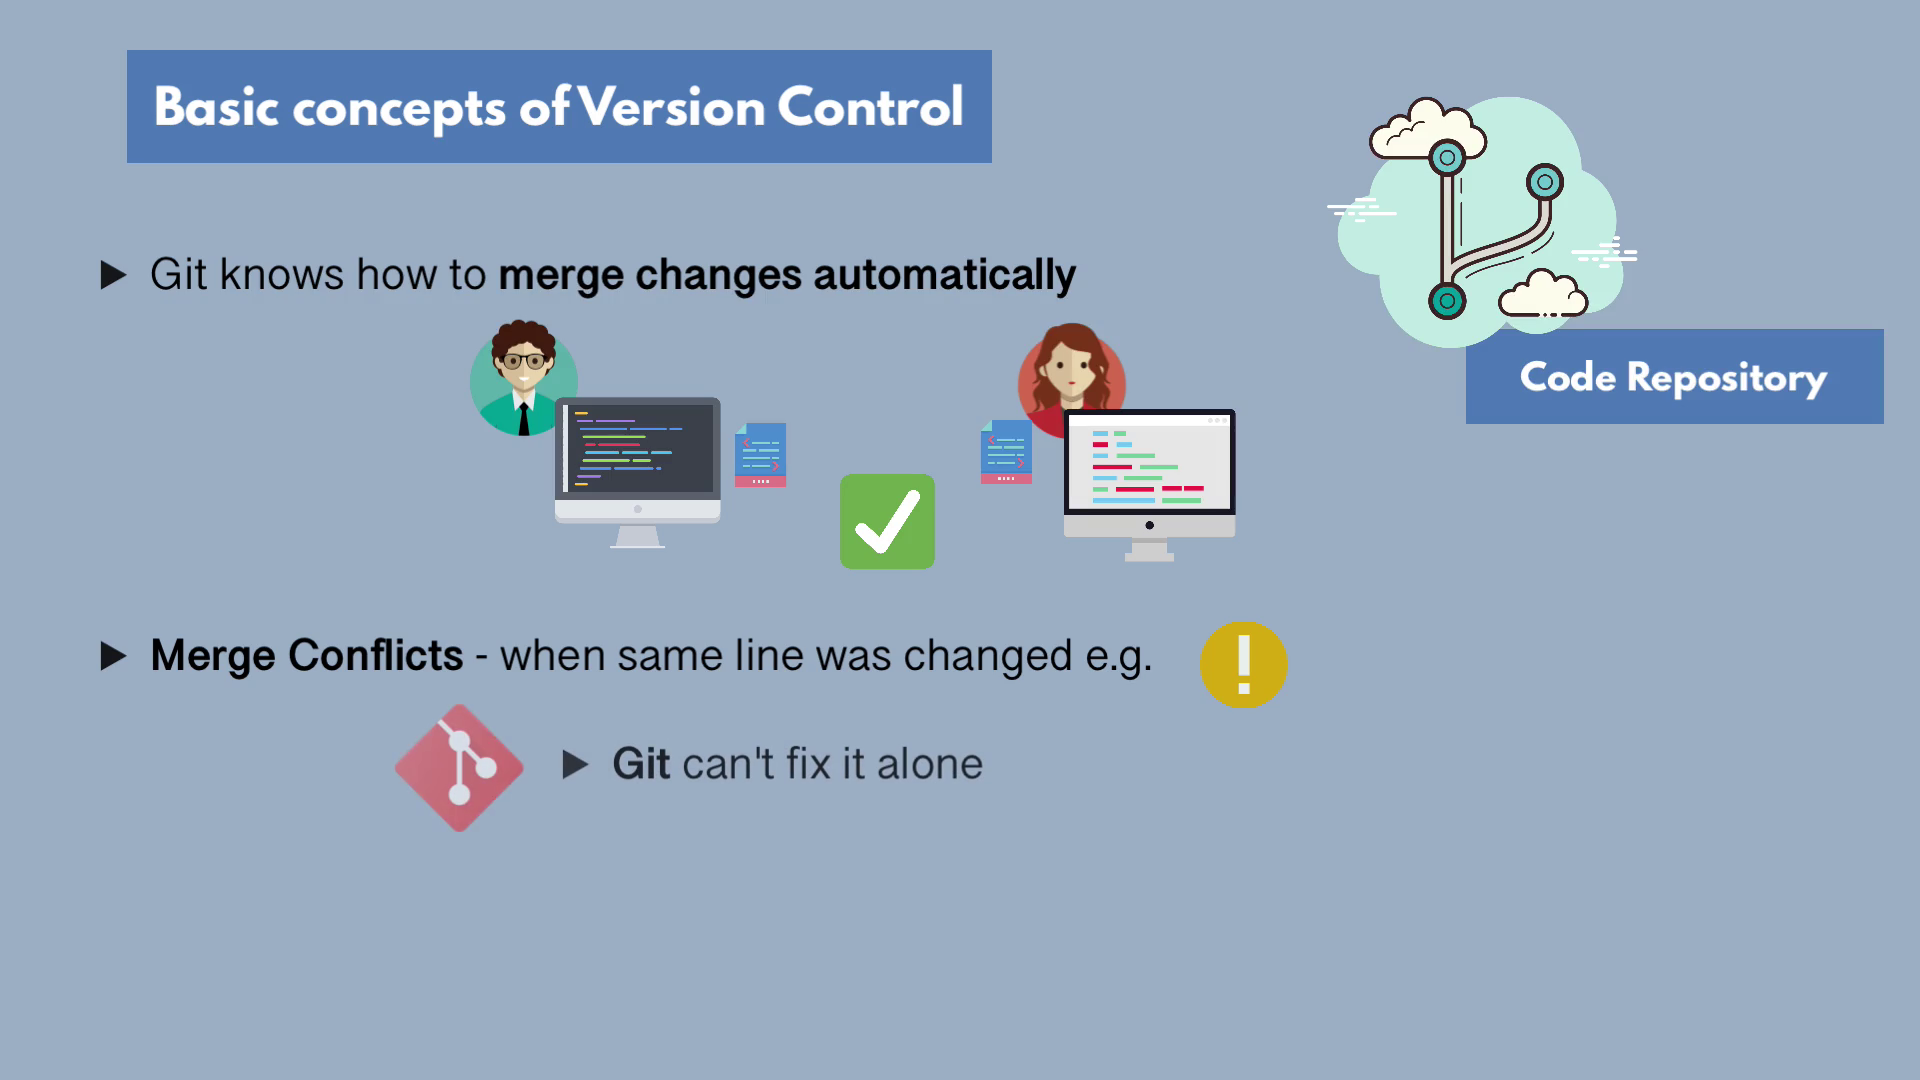 Basic concepts of Version Control
Git knows how to merge changes automatically
Code Repository
Merge Conflicts - when same line was changed e.g.
Git can't fix it alone